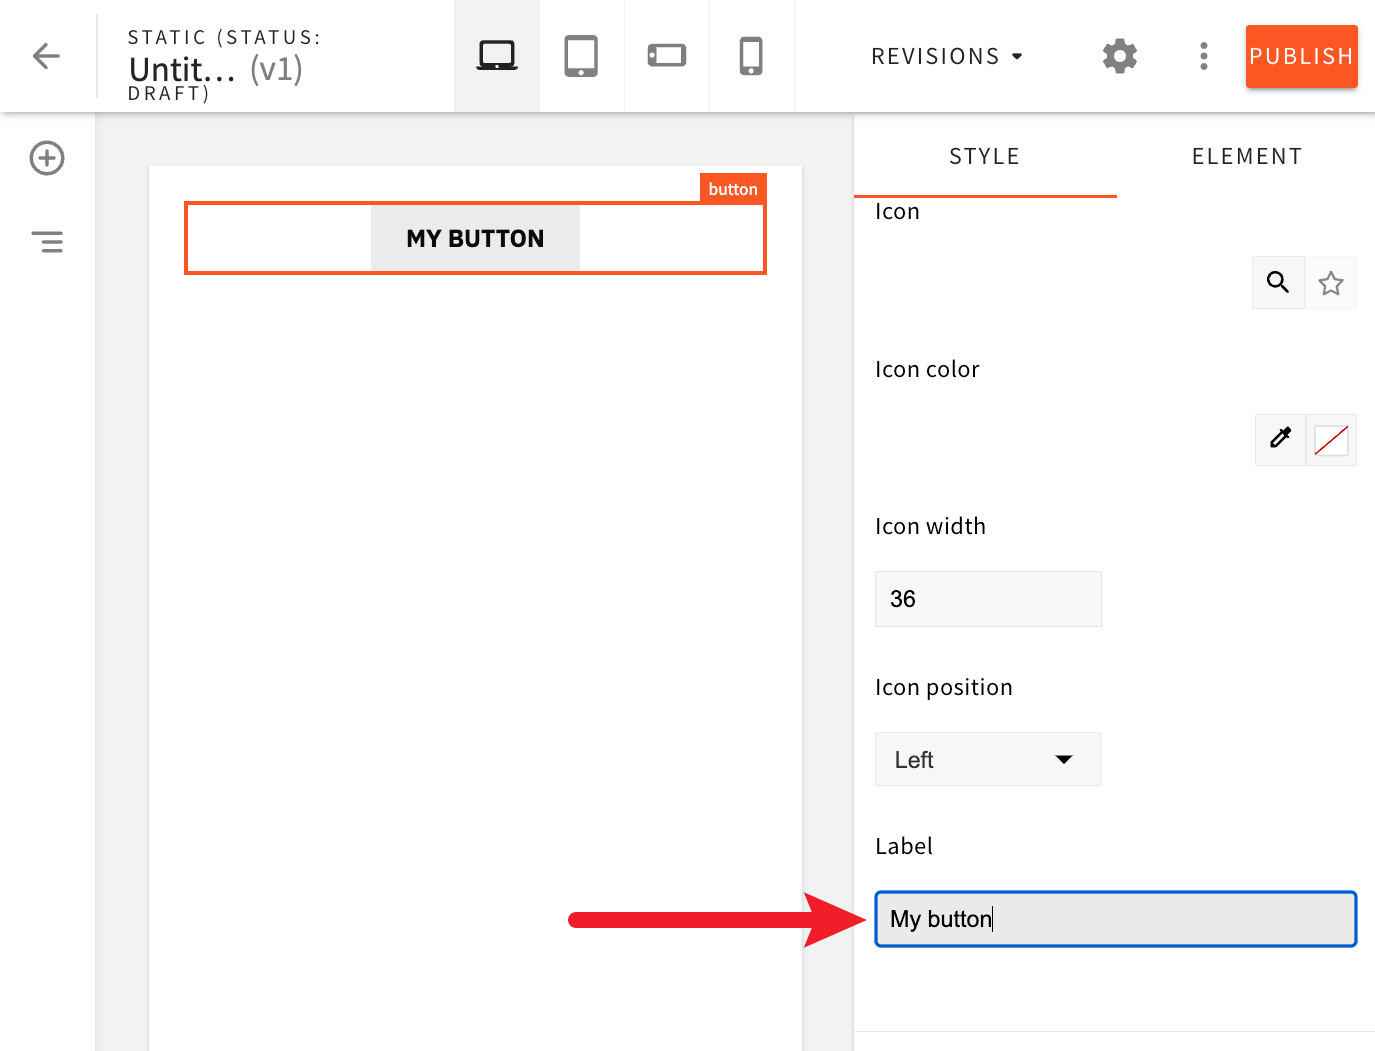 STATIC (STATUS:
Untit... (v1)
DRAFT)
REVISIONS
PUBLISH
STYLE
ELEMENT
button
MY BUTTON
Icon
Icon color
Icon width
36
Icon position
Left
Label
My button